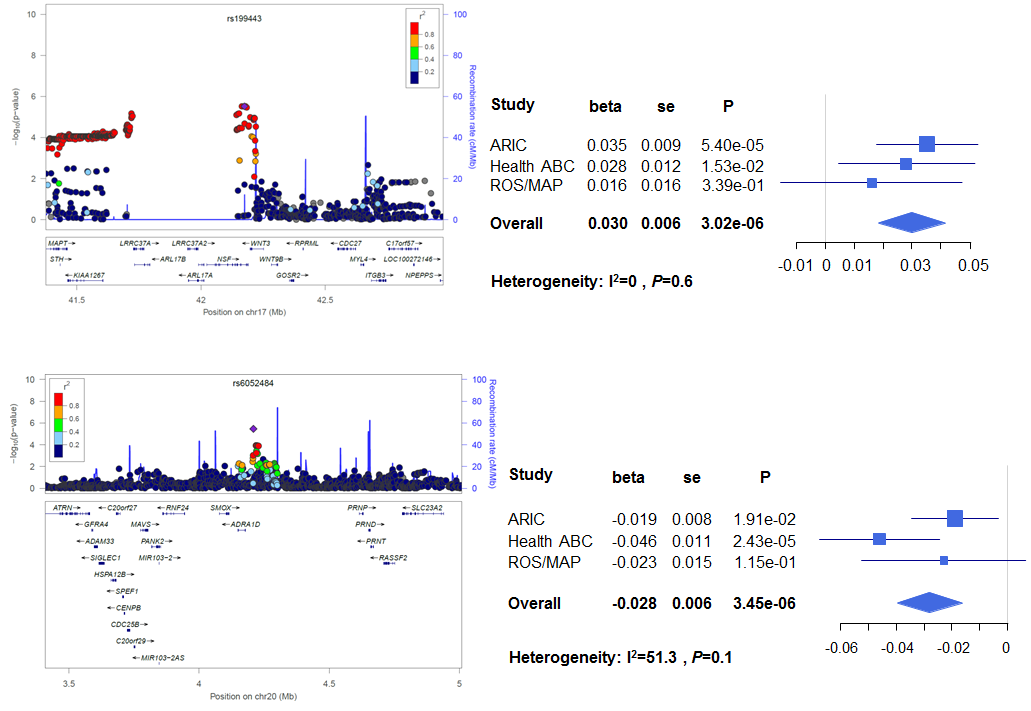 rs199443
r²
0.8
0.6
0.4
0.2
10
8
6
4
2
0
−log10(p-value)
100
80
60
40
20
0
Recombination rate (cM/Mb)
MAPT→
LRRC37A→
LRRC37A2→
←WNT3
←RPRML
←CDC27
C17orf57→
STH→
←ARL17B
NSF→
WNT9B→
MYL4→
LOC100272146→
←KIAA1267
←ARL17A
GOSR2→
ITGB3→
NPEPPS→
41.5
42
42.5
Position on chr17 (Mb)
Study beta se P
ARIC 0.035 0.009 5.40e-05
Health ABC 0.028 0.012 1.53e-02
ROS/MAP 0.016 0.016 3.39e-01
Overall 0.030 0.006 3.02e-06
Heterogeneity: I²=0 , P=0.6
-0.01 0 0.01 0.03 0.05
rs6052484
r²
0.8
0.6
0.4
0.2
10
8
6
4
2
0
−log10(p-value)
100
80
60
40
20
0
Recombination rate (cM/Mb)
ATRN→
←C20orf27
←RNF24
SMOX→
PRNP→
←SLC23A2
←GFRA4
MAVS→
←ADRA1D
PRND→
←ADAM33
PANK2→
←PRNT
←SIGLEC1
MIR103−2→
←RASSF2
HSPA12B→
←SPEF1
←CENPB
CDC25B→
C20orf29→
←MIR103−2AS
3.5
4
4.5
5
Position on chr20 (Mb)
Study beta se P
ARIC -0.019 0.008 1.91e-02
Health ABC -0.046 0.011 2.43e-05
ROS/MAP -0.023 0.015 1.15e-01
Overall -0.028 0.006 3.45e-06
Heterogeneity: I²=51.3 , P=0.1
-0.06 -0.04 -0.02 0